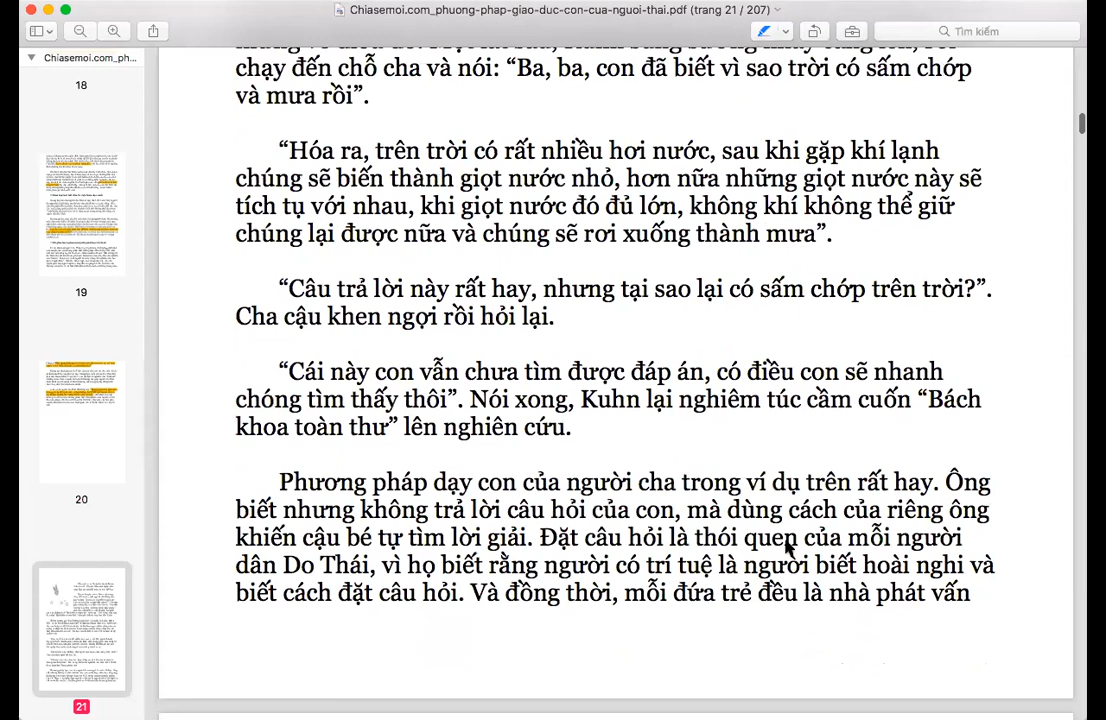 Chiasemoi.com_phuong-phap-giao-duc-con-cua-nguoi-thai.pdf (trang 21 / 207)
Tìm kiếm
Chiasemoi.com_ph...
18
19
20
21
chạy đến chỗ cha và nói: “Ba, ba, con đã biết vì sao trời có sấm chớp
và mưa rồi”.
“Hóa ra, trên trời có rất nhiều hơi nước, sau khi gặp khí lạnh
chúng sẽ biến thành giọt nước nhỏ, hơn nữa những giọt nước này sẽ
tích tụ với nhau, khi giọt nước đó đủ lớn, không khí không thể giữ
chúng lại được nữa và chúng sẽ rơi xuống thành mưa”.
“Câu trả lời này rất hay, nhưng tại sao lại có sấm chớp trên trời?”.
Cha cậu khen ngợi rồi hỏi lại.
“Cái này con vẫn chưa tìm được đáp án, có điều con sẽ nhanh
chóng tìm thấy thôi”. Nói xong, Kuhn lại nghiêm túc cầm cuốn “Bách
khoa toàn thư” lên nghiên cứu.
Phương pháp dạy con của người cha trong ví dụ trên rất hay. Ông
biết nhưng không trả lời câu hỏi của con, mà dùng cách của riêng ông
khiến cậu bé tự tìm lời giải. Đặt câu hỏi là thói quen của mỗi người
dân Do Thái, vì họ biết rằng người có trí tuệ là người biết hoài nghi và
biết cách đặt câu hỏi. Và đồng thời, mỗi đứa trẻ đều là nhà phát vấn